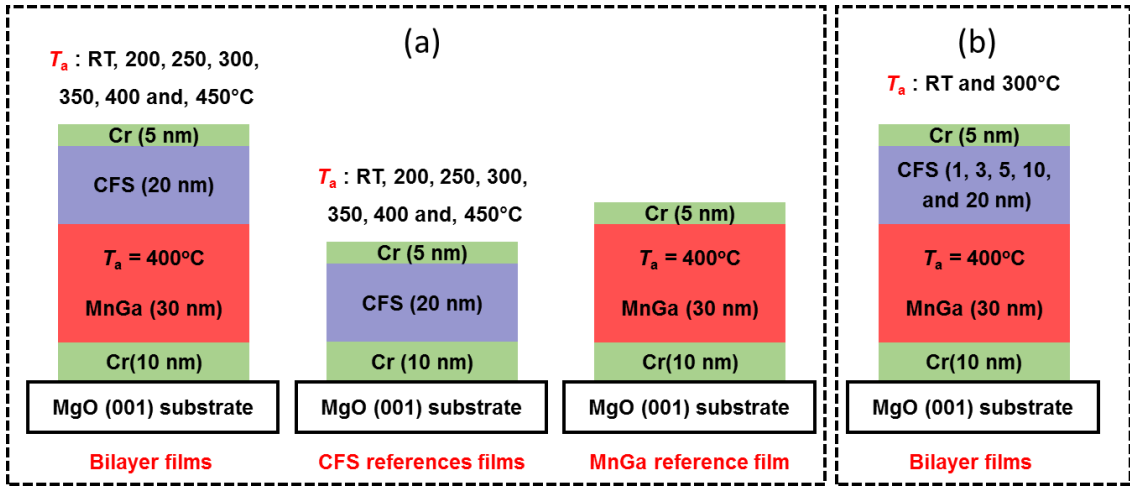 (a)
Tₐ : RT, 200, 250, 300,
350, 400 and, 450°C
Cr (5 nm)
CFS (20 nm)
Tₐ = 400°C
MnGa (30 nm)
Cr(10 nm)
MgO (001) substrate
Bilayer films
Tₐ : RT, 200, 250, 300,
350, 400 and, 450°C
Cr (5 nm)
CFS (20 nm)
Cr (10 nm)
MgO (001) substrate
CFS references films
Cr (5 nm)
Tₐ = 400°C
MnGa (30 nm)
Cr(10 nm)
MgO (001) substrate
MnGa reference film
(b)
Tₐ : RT and 300°C
Cr (5 nm)
CFS (1, 3, 5, 10,
and 20 nm)
Tₐ = 400°C
MnGa (30 nm)
Cr(10 nm)
MgO (001) substrate
Bilayer films